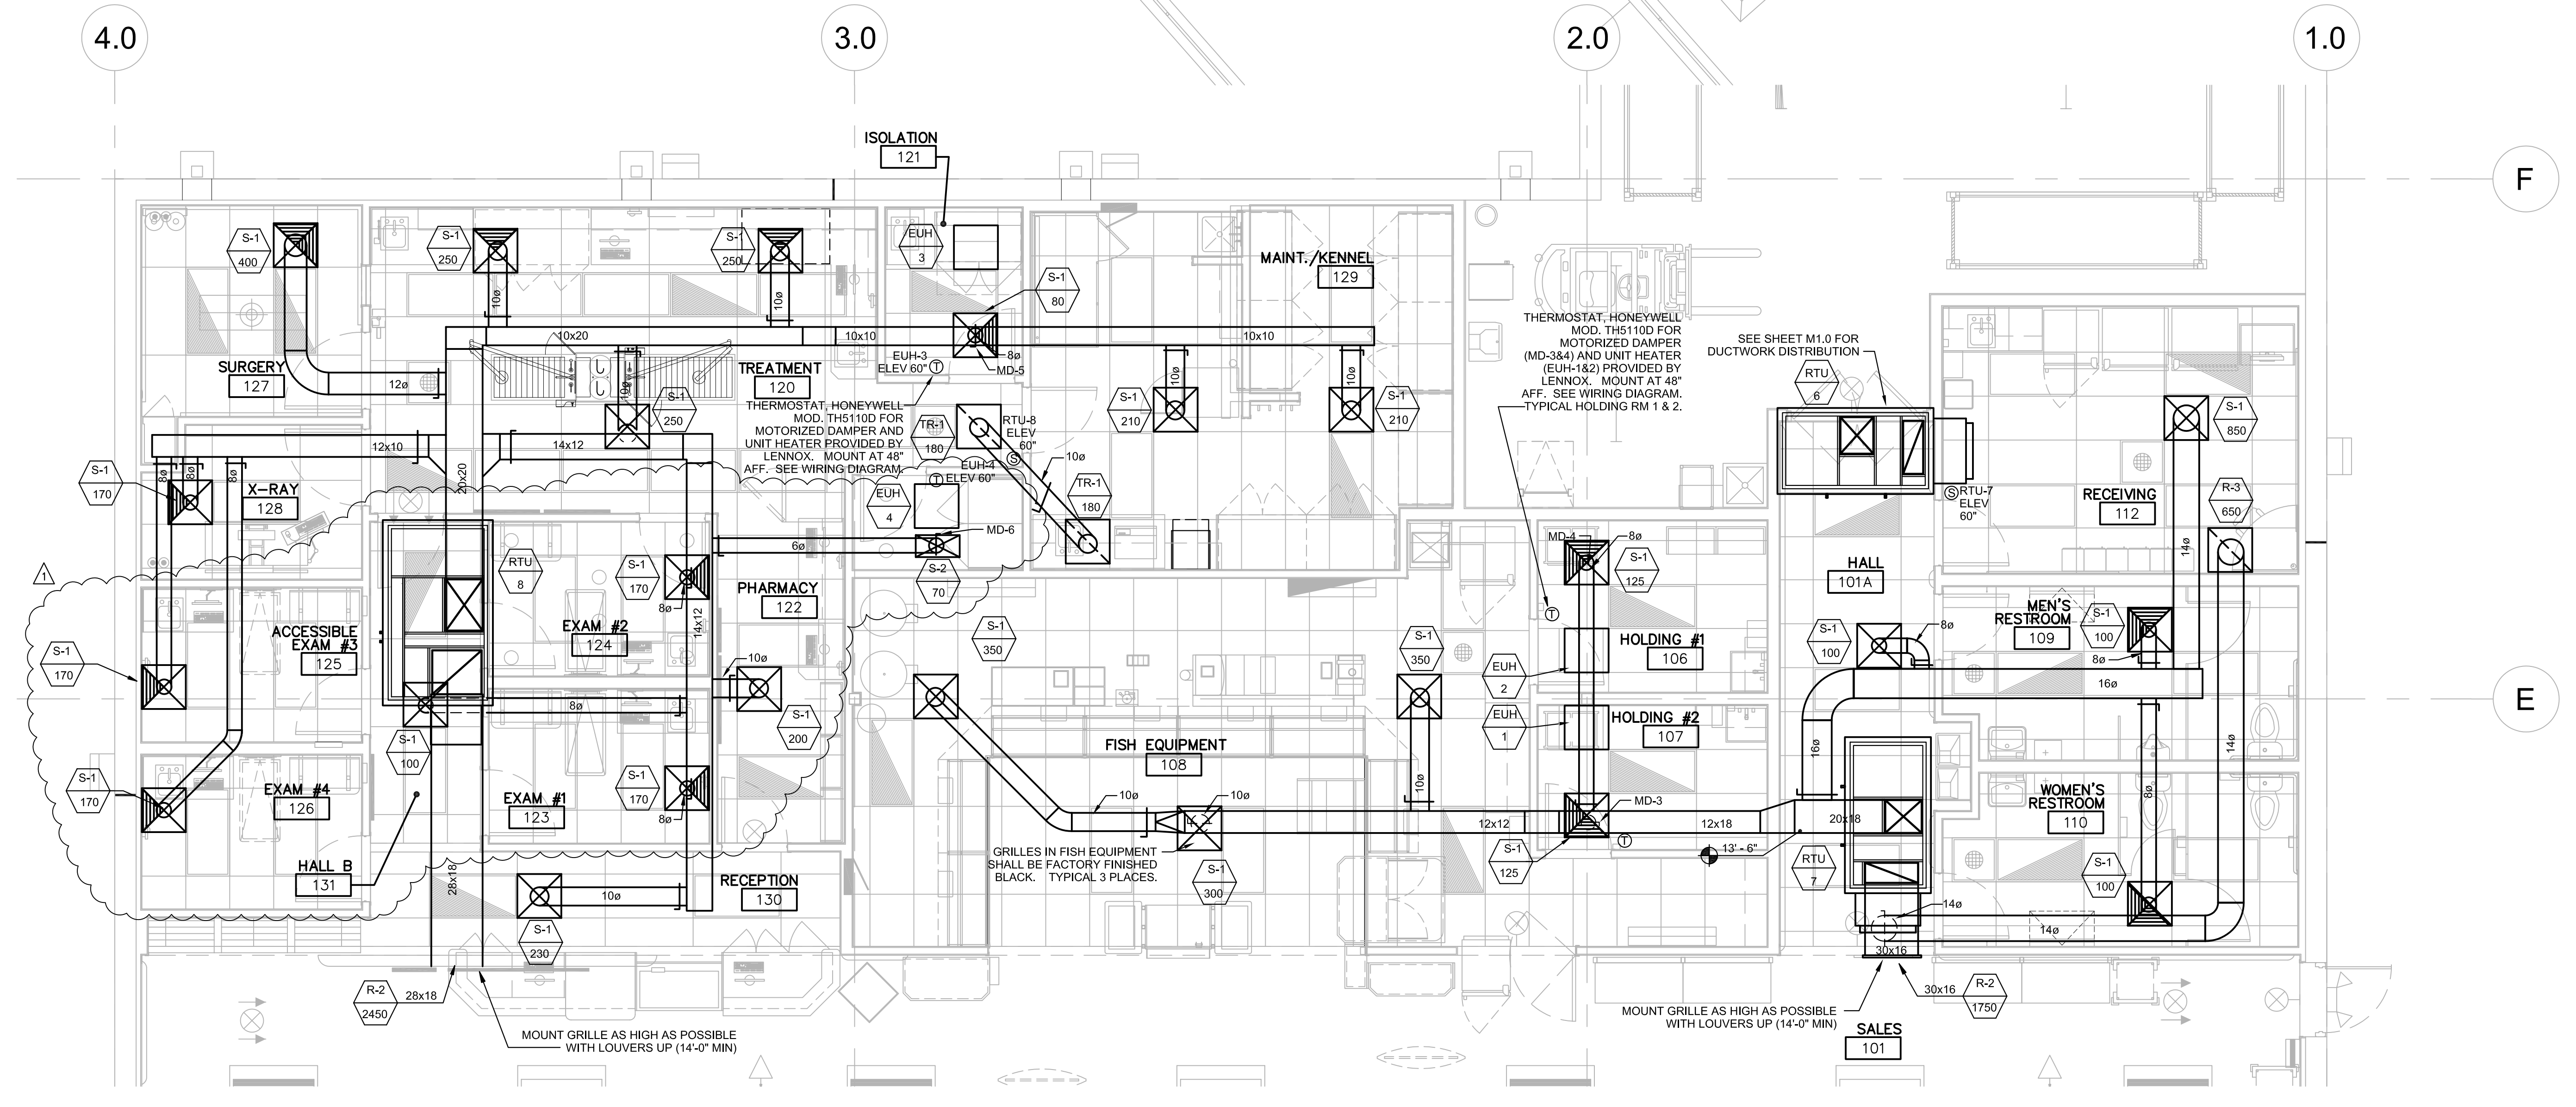 4.0
3.0
2.0
1.0
F
E
ISOLATION
121
EUH
3
S-1
400
S-1
250
S-1
250
S-1
80
MAINT./KENNEL
129
10ø
10ø
10x20
10x10
10x10
8ø
MD-5
EUH-3
ELEV 60"
T
SURGERY
127
12ø
10ø
S-1
250
TREATMENT
120
THERMOSTAT, HONEYWELL
MOD. TH5110D FOR
MOTORIZED DAMPER AND
UNIT HEATER PROVIDED BY
LENNOX. MOUNT AT 48"
AFF. SEE WIRING DIAGRAM.
TR-1
180
RTU-8
ELEV
60"
S
10ø
TR-1
180
10ø
10ø
S-1
210
S-1
210
THERMOSTAT, HONEYWELL
MOD. TH5110D FOR
MOTORIZED DAMPER
(MD-3&4) AND UNIT HEATER
(EUH-1&2) PROVIDED BY
LENNOX. MOUNT AT 48"
AFF. SEE WIRING DIAGRAM.
TYPICAL HOLDING RM 1 & 2.
SEE SHEET M1.0 FOR
DUCTWORK DISTRIBUTION
RTU
6
S-1
850
12x10
14x12
20x20
8ø
8ø
8ø
S-1
170
X-RAY
128
EUH-4
ELEV 60"
T
EUH
4
MD-6
6ø
S-2
70
S
RTU-7
ELEV
60"
RECEIVING
112
R-3
650
14ø
1
RTU
8
S-1
170
8ø
PHARMACY
122
14x12
EXAM #2
124
ACCESSIBLE
EXAM #3
125
S-1
170
MD-4
8ø
S-1
125
T
HALL
101A
MEN'S
RESTROOM
109
S-1
100
8ø
S-1
100
8ø
HOLDING #1
106
EUH
2
S-1
350
S-1
350
10ø
8ø
S-1
200
S-1
100
16ø
16ø
14ø
HOLDING #2
107
EUH
1
FISH EQUIPMENT
108
S-1
170
EXAM #4
126
EXAM #1
123
S-1
170
8ø
10ø
10ø
10ø
12x12
MD-3
12x18
20x18
T
13' - 6"
WOMEN'S
RESTROOM
110
8ø
GRILLES IN FISH EQUIPMENT
SHALL BE FACTORY FINISHED
BLACK. TYPICAL 3 PLACES.
S-1
300
S-1
125
RTU
7
S-1
100
HALL B
131
28x18
10ø
RECEPTION
130
S-1
230
14ø
14ø
30x16
R-2
2450
28x18
MOUNT GRILLE AS HIGH AS POSSIBLE
WITH LOUVERS UP (14'-0" MIN)
30x16
R-2
1750
MOUNT GRILLE AS HIGH AS POSSIBLE
WITH LOUVERS UP (14'-0" MIN)
SALES
101